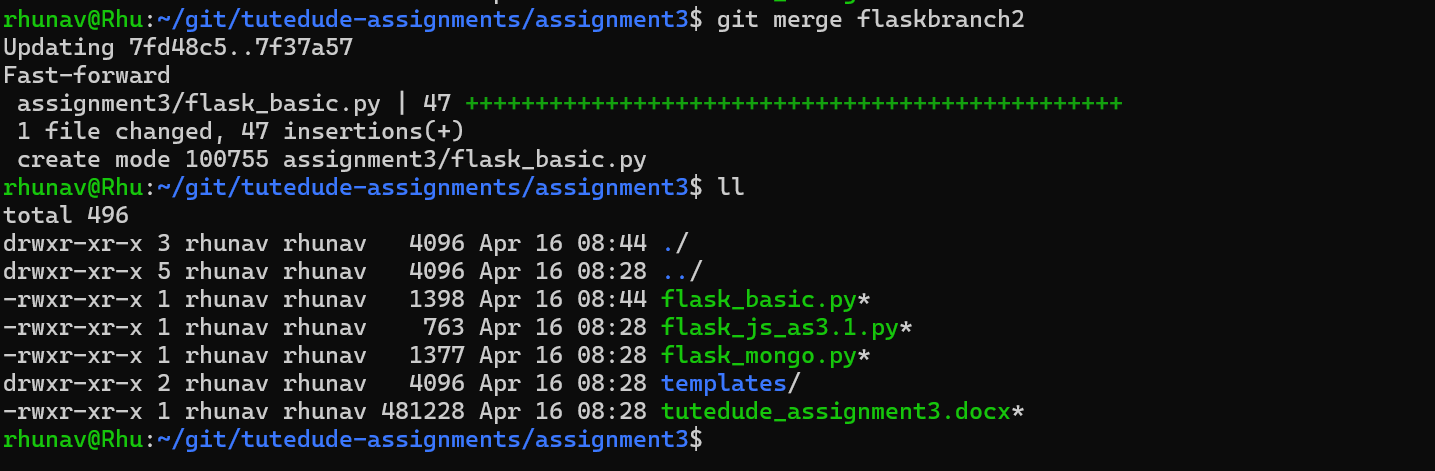 rhunav@Rhu:~/git/tutedude-assignments/assignment3$ git merge flaskbranch2
Updating 7fd48c5..7f37a57
Fast-forward
 assignment3/flask_basic.py | 47 +++++++++++++++++++++++++++++++++++++++++++++++
 1 file changed, 47 insertions(+)
 create mode 100755 assignment3/flask_basic.py
rhunav@Rhu:~/git/tutedude-assignments/assignment3$ ll
total 496
drwxr-xr-x 3 rhunav rhunav   4096 Apr 16 08:44 ./
drwxr-xr-x 5 rhunav rhunav   4096 Apr 16 08:28 ../
-rwxr-xr-x 1 rhunav rhunav   1398 Apr 16 08:44 flask_basic.py*
-rwxr-xr-x 1 rhunav rhunav    763 Apr 16 08:28 flask_js_as3.1.py*
-rwxr-xr-x 1 rhunav rhunav   1377 Apr 16 08:28 flask_mongo.py*
drwxr-xr-x 2 rhunav rhunav   4096 Apr 16 08:28 templates/
-rwxr-xr-x 1 rhunav rhunav 481228 Apr 16 08:28 tutedude_assignment3.docx*
rhunav@Rhu:~/git/tutedude-assignments/assignment3$